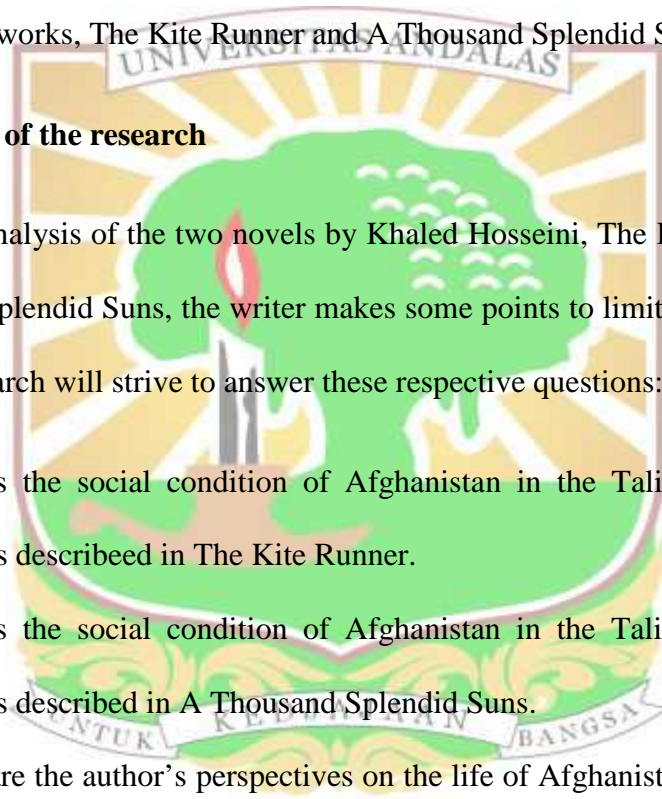 works, The Kite Runner and A Thousand Splendid S
UNIVERSITAS ANDALAS
of the research
nalysis of the two novels by Khaled Hosseini, The
plendid Suns, the writer makes some points to limit
arch will strive to answer these respective questions:
s the social condition of Afghanistan in the Tali
s describeed in The Kite Runner.
s the social condition of Afghanistan in the Tali
s described in A Thousand Splendid Suns.
UNTUK KEDJAJAAN BANGSA
are the author's perspectives on the life of Afghanist